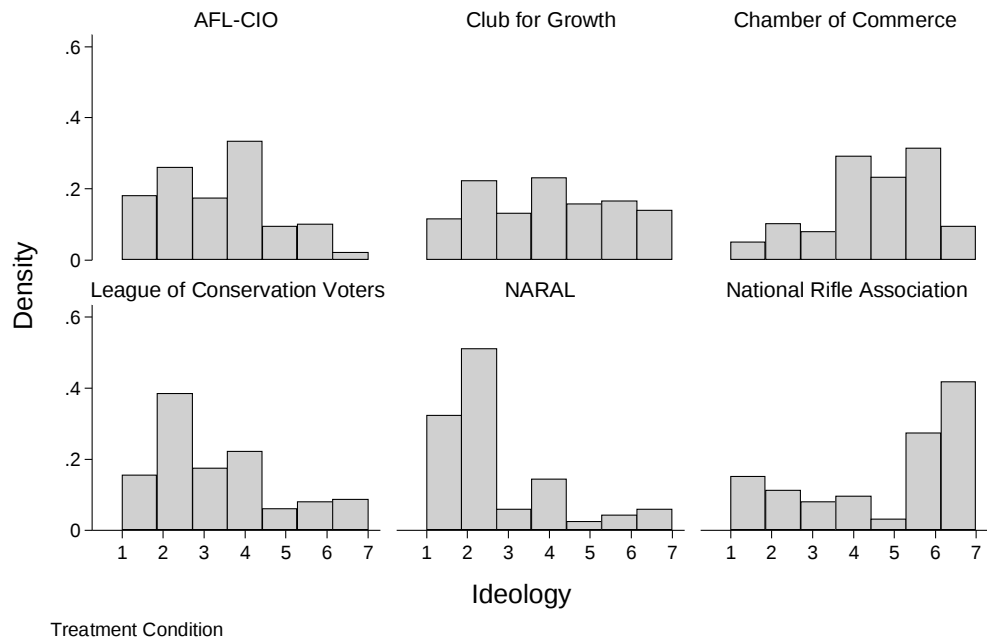 AFL-CIO Club for Growth Chamber of Commerce
.6
.4
.2
0
League of Conservation Voters NARAL National Rifle Association
.6
.4
.2
0
1 2 3 4 5 6 7 1 2 3 4 5 6 7 1 2 3 4 5 6 7
Density
Ideology
Treatment Condition